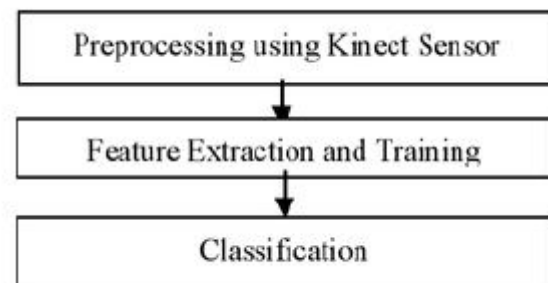 Preprocessing using Kinect Sensor
Feature Extraction and Training
Classification